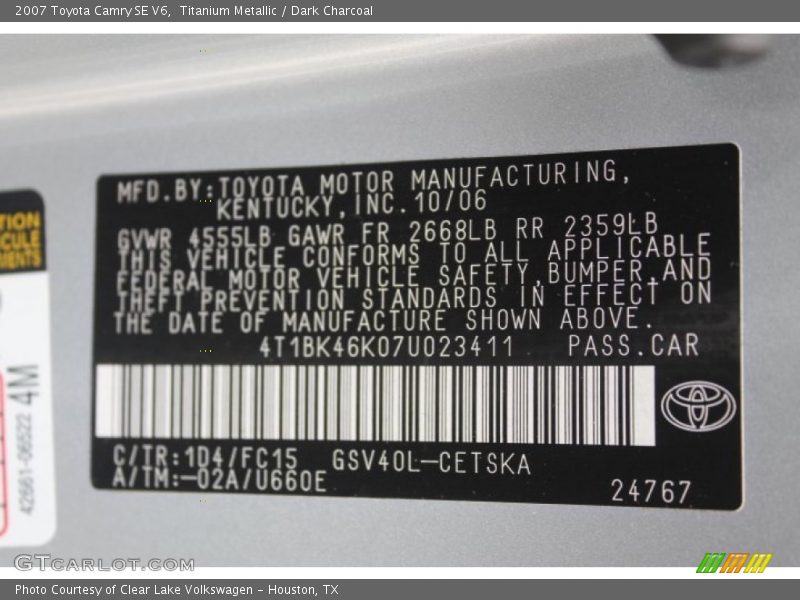 2007 Toyota Camry SE V6,  Titanium Metallic / Dark Charcoal
MFD.BY:TOYOTA MOTOR MANUFACTURING,
KENTUCKY,INC.10/06
GVWR 4555LB GAWR FR 2668LB RR 2359LB
THIS VEHICLE CONFORMS TO ALL APPLICABLE
FEDERAL MOTOR VEHICLE SAFETY,BUMPER,AND
THEFT PREVENTION STANDARDS IN EFFECT ON
THE DATE OF MANUFACTURE SHOWN ABOVE.
4T1BK46K07U023411 PASS.CAR
C/TR:1D4/FC15 GSV40L-CETSKA
A/TM:-02A/U660E
24767
42661-06522 4M
GTCARLOT.COM
Photo Courtesy of Clear Lake Volkswagen - Houston, TX